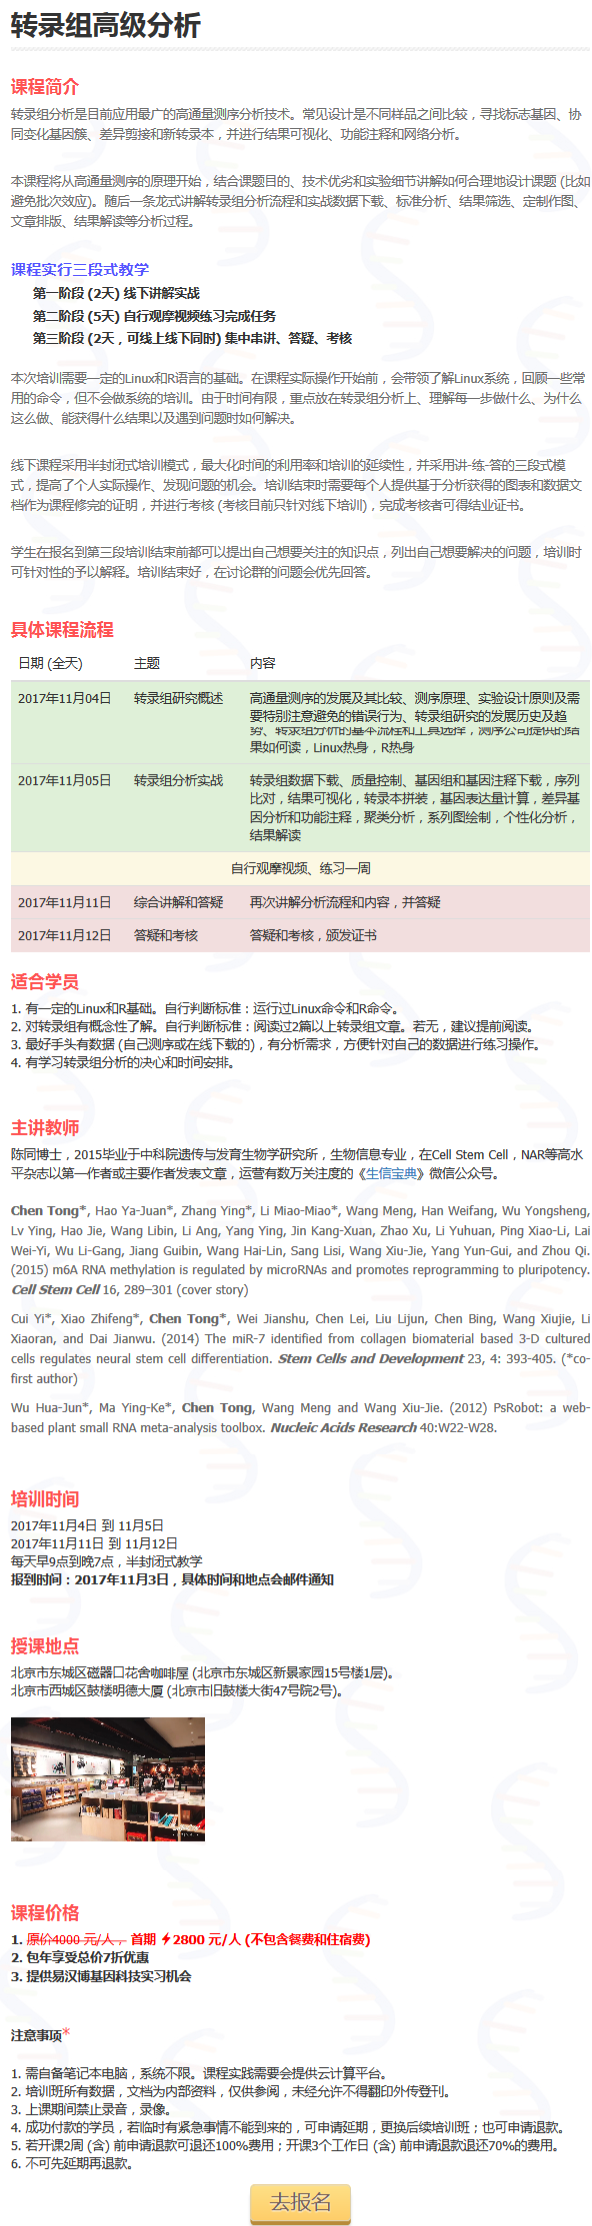 转录组高级分析
课程简介
转录组分析是目前应用最广的高通量测序分析技术。常见设计是不同样品之间比较，寻找标志基因、协
同变化基因簇、差异剪接和新转录本，并进行结果可视化、功能注释和网络分析。
本课程将从高通量测序的原理开始，结合课题目的、技术优劣和实验细节讲解如何合理地设计课题 (比如
避免批次效应)。随后一条龙式讲解转录组分析流程和实战数据下载、标准分析、结果筛选、定制作图、
文章排版、结果解读等分析过程。
课程实行三段式教学
第一阶段 (2天) 线下讲解实战
第二阶段 (5天) 自行观摩视频练习完成任务
第三阶段 (2天，可线上线下同时) 集中串讲、答疑、考核
本次培训需要一定的Linux和R语言的基础。在课程实际操作开始前，会带领了解Linux系统，回顾一些常
用的命令，但不会做系统的培训。由于时间有限，重点放在转录组分析上、理解每一步做什么、为什么
这么做、能获得什么结果以及遇到问题时如何解决。
线下课程采用半封闭式培训模式，最大化时间的利用率和培训的延续性，并采用讲-练-答的三段式模
式，提高了个人实际操作、发现问题的机会。培训结束时需要每个人提供基于分析获得的图表和数据文
档作为课程修完的证明，并进行考核 (考核目前只针对线下培训)，完成考核者可得结业证书。
学生在报名到第三段培训结束前都可以提出自己想要关注的知识点，列出自己想要解决的问题，培训时
可针对性的予以解释。培训结束好，在讨论群的问题会优先回答。
具体课程流程
日期 (全天) 主题 内容
2017年11月04日 转录组研究概述 高通量测序的发展及其比较、测序原理、实验设计原则及需
要特别注意避免的错误行为、转录组研究的发展历史及趋
势、转录组分析的基本流程和工具选择，测序公司提供的结
果如何读，Linux热身，R热身
2017年11月05日 转录组分析实战 转录组数据下载、质量控制、基因组和基因注释下载，序列
比对，结果可视化，转录本拼装，基因表达量计算，差异基
因分析和功能注释，聚类分析，系列图绘制，个性化分析，
结果解读
自行观摩视频、练习一周
2017年11月11日 综合讲解和答疑 再次讲解分析流程和内容，并答疑
2017年11月12日 答疑和考核 答疑和考核，颁发证书
适合学员
1. 有一定的Linux和R基础。自行判断标准：运行过Linux命令和R命令。
2. 对转录组有概念性了解。自行判断标准：阅读过2篇以上转录组文章。若无，建议提前阅读。
3. 最好手头有数据 (自己测序或在线下载的)，有分析需求，方便针对自己的数据进行练习操作。
4. 有学习转录组分析的决心和时间安排。
主讲教师
陈同博士，2015毕业于中科院遗传与发育生物学研究所，生物信息专业，在Cell Stem Cell，NAR等高水
平杂志以第一作者或主要作者发表文章，运营有数万关注度的《生信宝典》微信公众号。
Chen Tong*, Hao Ya-Juan*, Zhang Ying*, Li Miao-Miao*, Wang Meng, Han Weifang, Wu Yongsheng,
Lv Ying, Hao Jie, Wang Libin, Li Ang, Yang Ying, Jin Kang-Xuan, Zhao Xu, Li Yuhuan, Ping Xiao-Li, Lai
Wei-Yi, Wu Li-Gang, Jiang Guibin, Wang Hai-Lin, Sang Lisi, Wang Xiu-Jie, Yang Yun-Gui, and Zhou Qi.
(2015) m6A RNA methylation is regulated by microRNAs and promotes reprogramming to pluripotency.
Cell Stem Cell 16, 289–301 (cover story)
Cui Yi*, Xiao Zhifeng*, Chen Tong*, Wei Jianshu, Chen Lei, Liu Lijun, Chen Bing, Wang Xiujie, Li
Xiaoran, and Dai Jianwu. (2014) The miR-7 identified from collagen biomaterial based 3-D cultured
cells regulates neural stem cell differentiation. Stem Cells and Development 23, 4: 393-405. (*co-
first author)
Wu Hua-Jun*, Ma Ying-Ke*, Chen Tong, Wang Meng and Wang Xiu-Jie. (2012) PsRobot: a web-
based plant small RNA meta-analysis toolbox. Nucleic Acids Research 40:W22-W28.
培训时间
2017年11月4日 到 11月5日
2017年11月11日 到 11月12日
每天早9点到晚7点，半封闭式教学
报到时间：2017年11月3日，具体时间和地点会邮件通知
授课地点
北京市东城区磁器口花舍咖啡屋 (北京市东城区新景家园15号楼1层)。
北京市西城区鼓楼明德大厦 (北京市旧鼓楼大街47号院2号)。
课程价格
1. 原价4000 元/人， 首期 ⚡2800 元/人 (不包含餐费和住宿费)
2. 包年享受总价7折优惠
3. 提供易汉博基因科技实习机会
注意事项*
1. 需自备笔记本电脑，系统不限。课程实践需要会提供云计算平台。
2. 培训班所有数据，文档为内部资料，仅供参阅，未经允许不得翻印外传登刊。
3. 上课期间禁止录音，录像。
4. 成功付款的学员，若临时有紧急事情不能到来的，可申请延期，更换后续培训班；也可申请退款。
5. 若开课2周 (含) 前申请退款可退还100%费用；开课3个工作日 (含) 前申请退款退还70%的费用。
6. 不可先延期再退款。
去报名